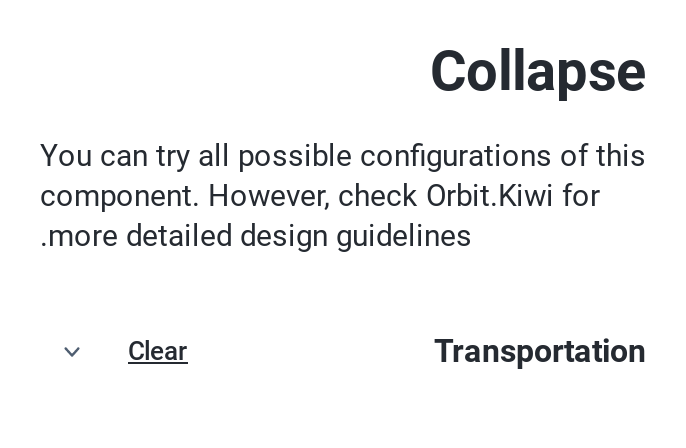 Collapse
You can try all possible configurations of this
component. However, check Orbit.Kiwi for
.more detailed design guidelines
Transportation
Clear